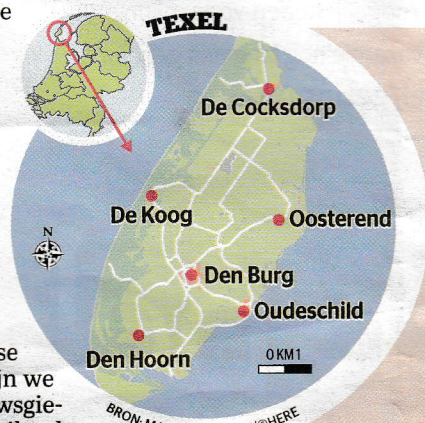 e
TEXEL
De Cocksdorp
De Koog
Oosterend
N
Den Burg
Oudeschild
Den Hoorn
0 KM 1
se
jn we
wsgie-
BRON:
©HERE